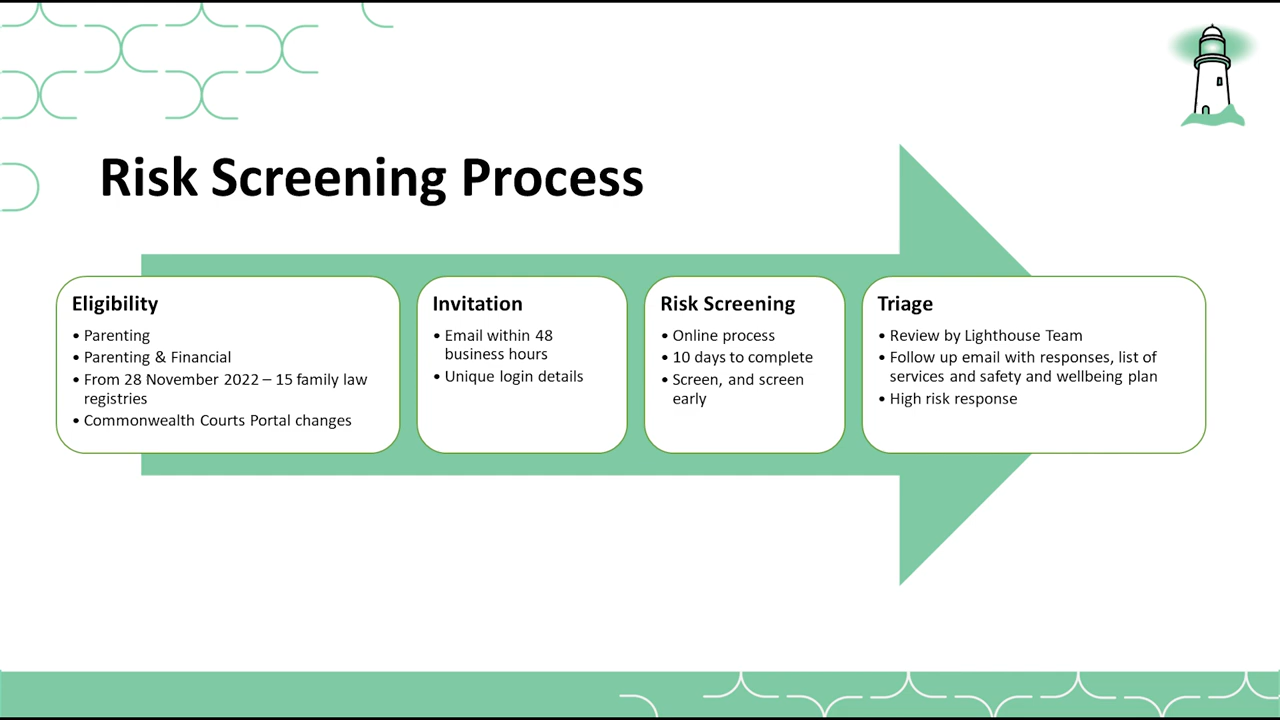 Risk Screening Process
Eligibility
• Parenting
• Parenting & Financial
• From 28 November 2022 – 15 family law
registries
• Commonwealth Courts Portal changes
Invitation
• Email within 48
business hours
• Unique login details
Risk Screening
• Online process
• 10 days to complete
• Screen, and screen
early
Triage
• Review by Lighthouse Team
• Follow up email with responses, list of
services and safety and wellbeing plan
• High risk response